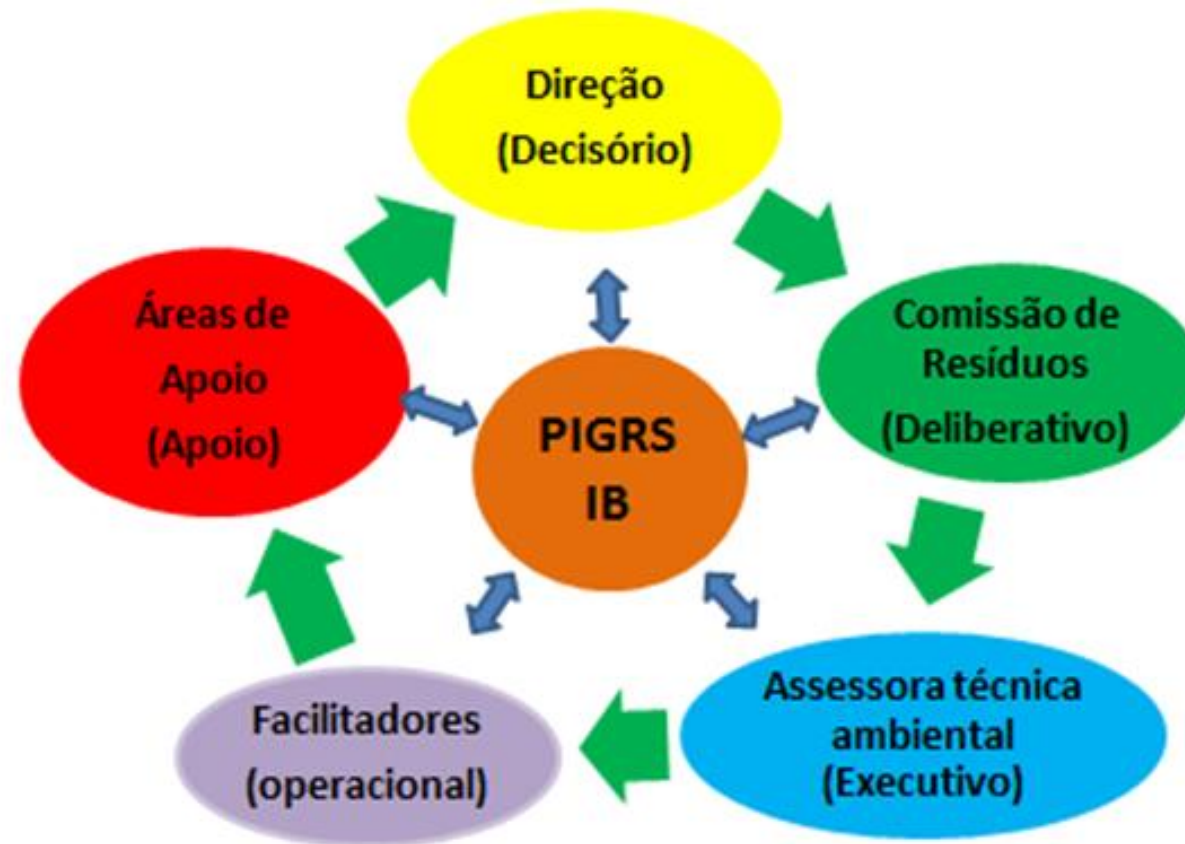 Direção
(Decisório)
Áreas de
Apoio
(Apoio)
Comissão de
Resíduos
(Deliberativo)
PIGRS
IB
Facilitadores
(operacional)
Assessora técnica
ambiental
(Executivo)